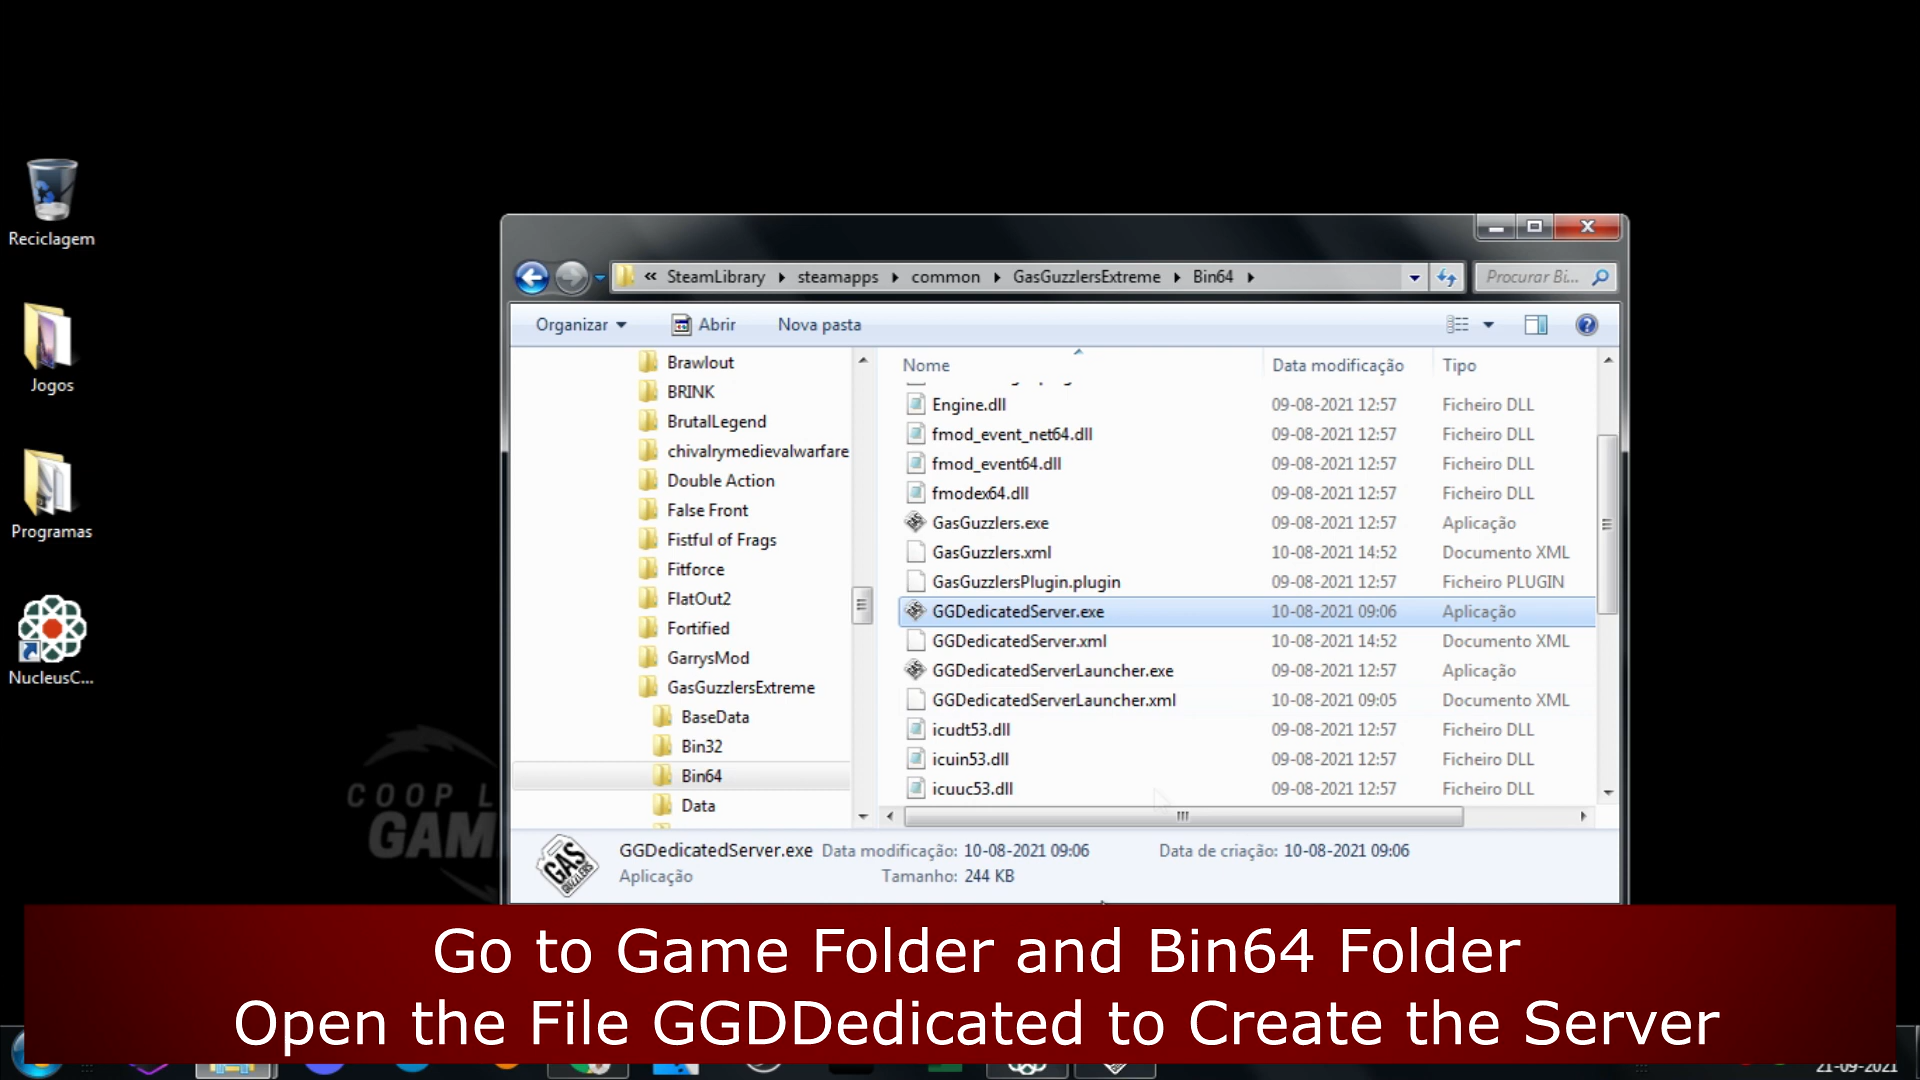 Reciclagem
Jogos
Programas
NucleusC...
COOP L
GAM
« SteamLibrary steamapps common GasGuzzlersExtreme Bin64
Procurar Bi...
Organizar Abrir Nova pasta
Brawlout
BRINK
BrutalLegend
chivalrymedievalwarfare
Double Action
False Front
Fistful of Frags
Fitforce
FlatOut2
Fortified
GarrysMod
GasGuzzlersExtreme
BaseData
Bin32
Bin64
Data
Nome Data modificação Tipo
Engine.dll 09-08-2021 12:57 Ficheiro DLL
fmod_event_net64.dll 09-08-2021 12:57 Ficheiro DLL
fmod_event64.dll 09-08-2021 12:57 Ficheiro DLL
fmodex64.dll 09-08-2021 12:57 Ficheiro DLL
GasGuzzlers.exe 09-08-2021 12:57 Aplicação
GasGuzzlers.xml 10-08-2021 14:52 Documento XML
GasGuzzlersPlugin.plugin 09-08-2021 12:57 Ficheiro PLUGIN
GGDedicatedServer.exe 10-08-2021 09:06 Aplicação
GGDedicatedServer.xml 10-08-2021 14:52 Documento XML
GGDedicatedServerLauncher.exe 09-08-2021 12:57 Aplicação
GGDedicatedServerLauncher.xml 10-08-2021 09:05 Documento XML
icudt53.dll 09-08-2021 12:57 Ficheiro DLL
icuin53.dll 09-08-2021 12:57 Ficheiro DLL
icuuc53.dll 09-08-2021 12:57 Ficheiro DLL
GAS GUZZLERS
GGDedicatedServer.exe Data modificação: 10-08-2021 09:06 Data de criação: 10-08-2021 09:06
Aplicação Tamanho: 244 KB
Go to Game Folder and Bin64 Folder
Open the File GGDDedicated to Create the Server
21-09-2021